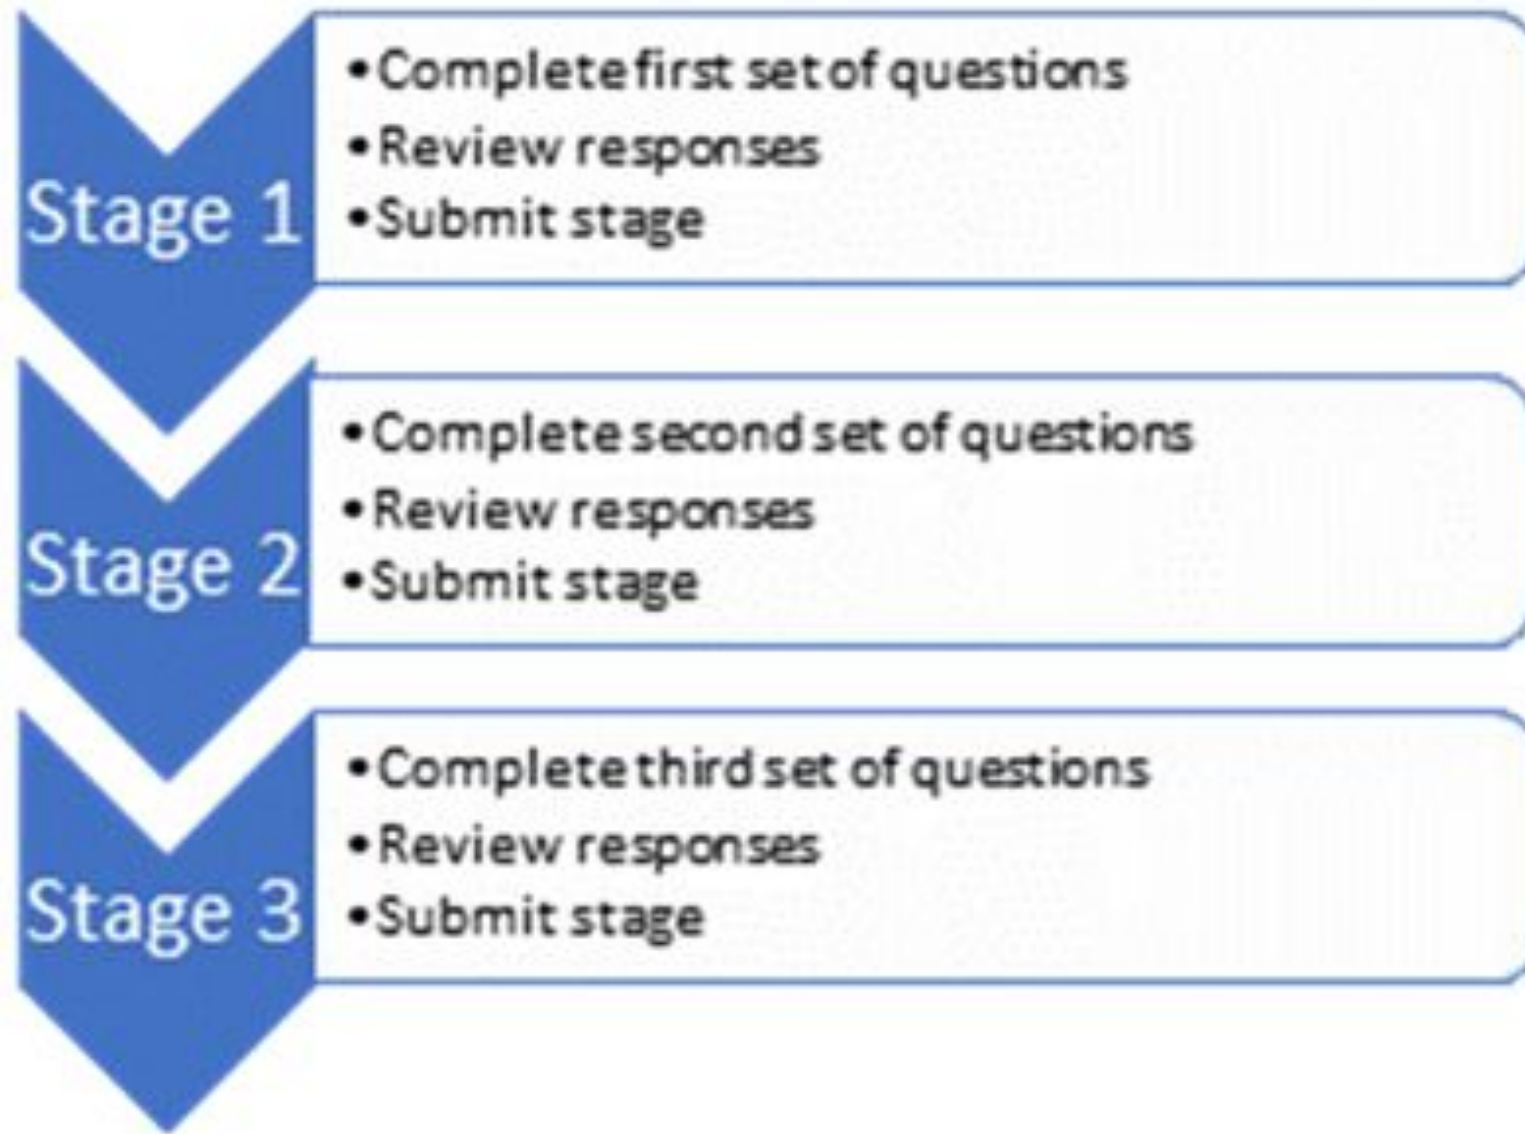 Stage 1
•Complete first set of questions
•Review responses
•Submit stage
Stage 2
•Complete second set of questions
•Review responses
•Submit stage
Stage 3
•Complete third set of questions
•Review responses
•Submit stage